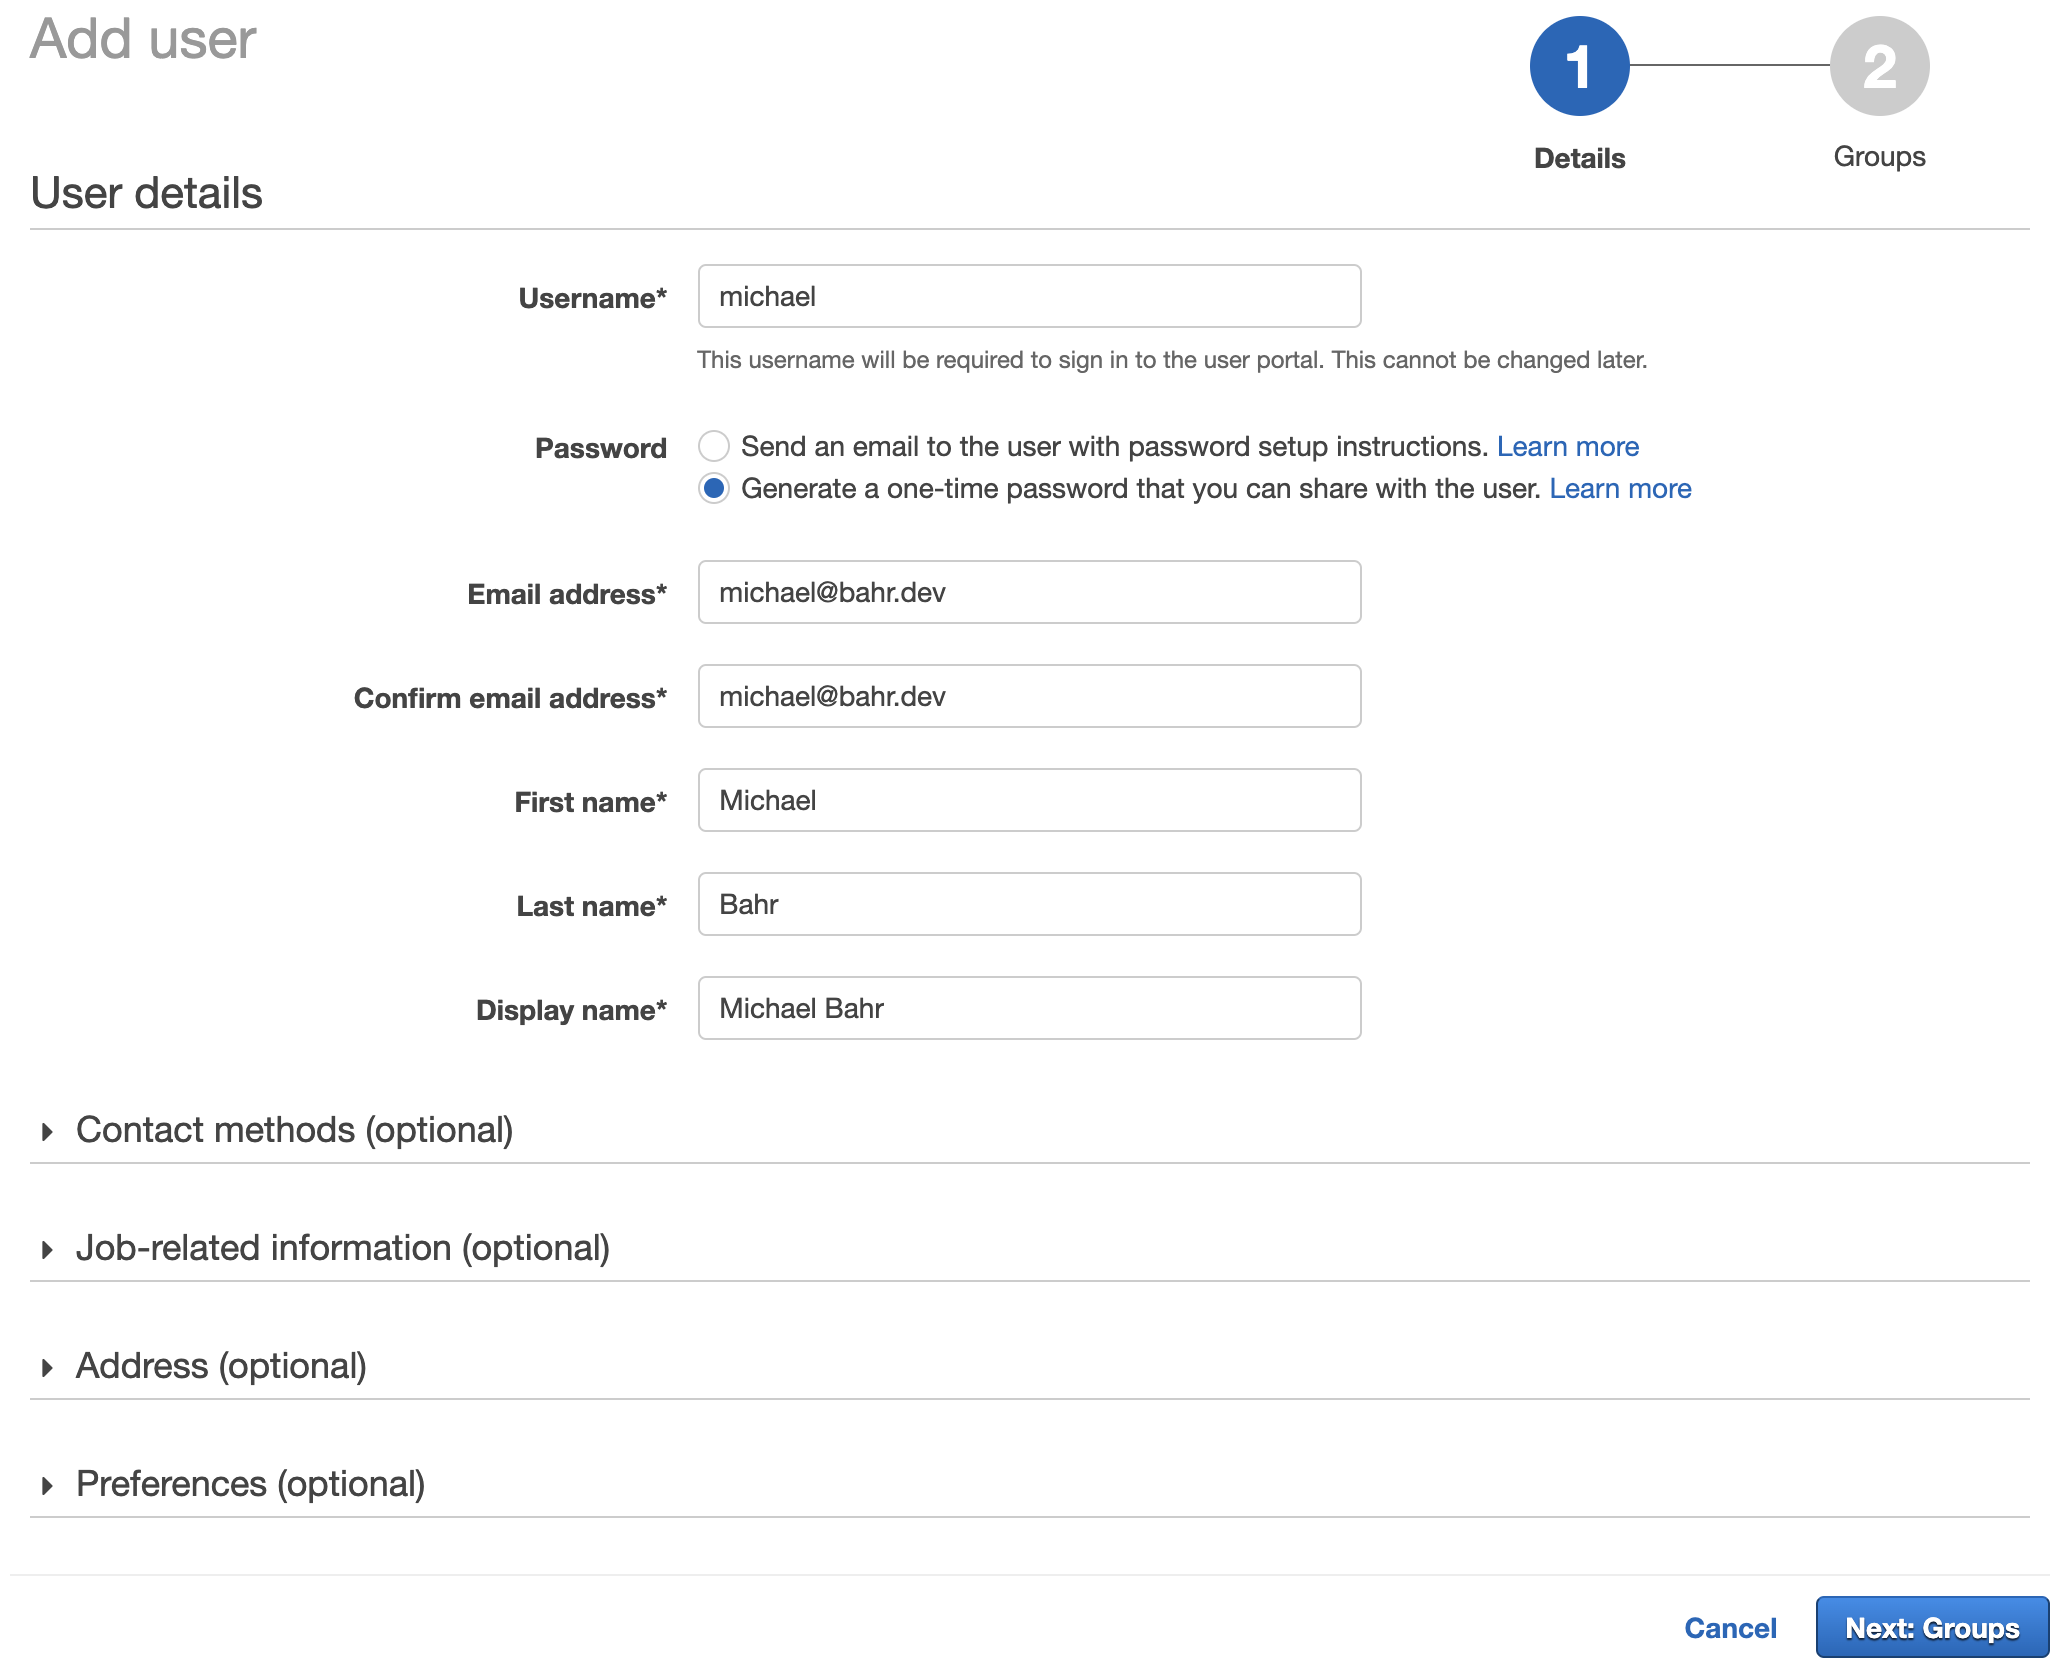 Add user
1
2
Details
Groups
User details
Username*
michael
This username will be required to sign in to the user portal. This cannot be changed later.
Password
Send an email to the user with password setup instructions. Learn more
Generate a one-time password that you can share with the user. Learn more
Email address*
michael@bahr.dev
Confirm email address*
michael@bahr.dev
First name*
Michael
Last name*
Bahr
Display name*
Michael Bahr
Contact methods (optional)
Job-related information (optional)
Address (optional)
Preferences (optional)
Cancel
Next: Groups